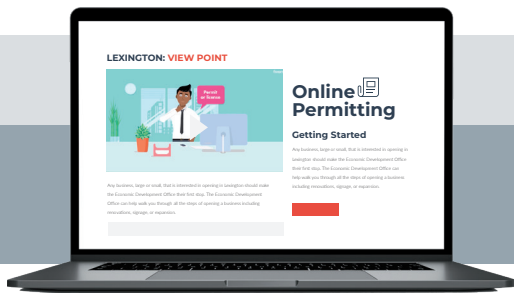 LEXINGTON: VIEW POINT
Permit
or license
Online
Permitting
Getting Started
Any business, large or small, that is interested in opening in
Lexington should make the Economic Development Office
their first stop. The Economic Development Office can
help walk you through all the steps of opening a business
including renovations, signage, or expansion.
Any business, large or small, that is interested in opening in Lexington should make
the Economic Development Office their first stop. The Economic Development
Office can help walk you through all the steps of opening a business including
renovations, signage, or expansion.